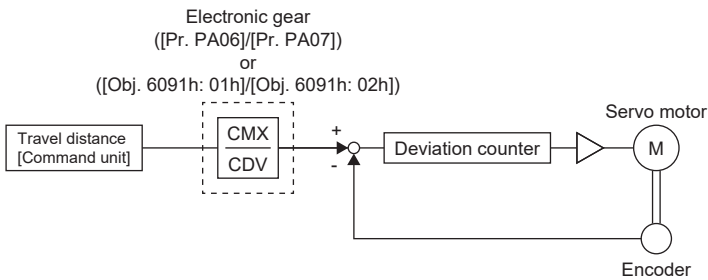 Electronic gear
([Pr. PA06]/[Pr. PA07])
or
([Obj. 6091h: 01h]/[Obj. 6091h: 02h])
Servo motor
Travel distance
[Command unit]
CMX
CDV
+
-
Deviation counter
M
Encoder